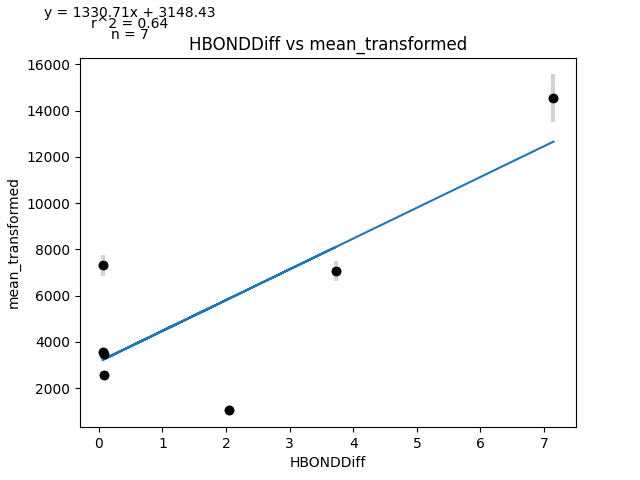 y = 1330.71x + 3148.43
r^2 = 0.64
n = 7
HBONDDiff vs mean_transformed
16000
14000
12000
10000
8000
6000
4000
2000
mean_transformed
0 1 2 3 4 5 6 7
HBONDDiff